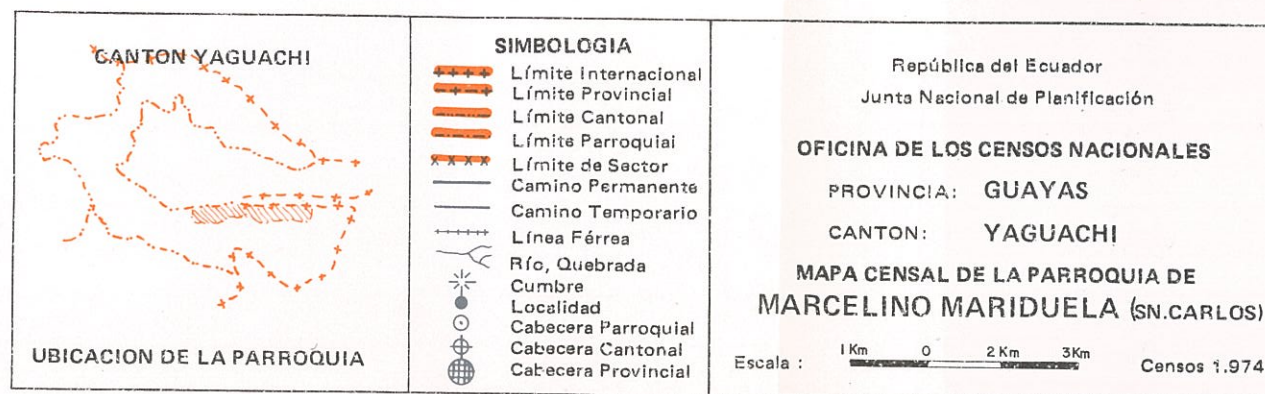 CANTON YAGUACHI
UBICACION DE LA PARROQUIA
SIMBOLOGIA
Límite Internacional
Límite Provincial
Límite Cantonal
Límite Parroquial
Límite de Sector
Camino Permanente
Camino Temporario
Línea Férrea
Río, Quebrada
Cumbre
Localidad
Cabecera Parroquial
Cabecera Cantonal
Cabecera Provincial
República del Ecuador
Junta Nacional de Planificación
OFICINA DE LOS CENSOS NACIONALES
PROVINCIA: GUAYAS
CANTON: YAGUACHI
MAPA CENSAL DE LA PARROQUIA DE
MARCELINO MARIDUELA (SN.CARLOS)
Escala : 1 Km 0 2 Km 3Km Censos 1.974